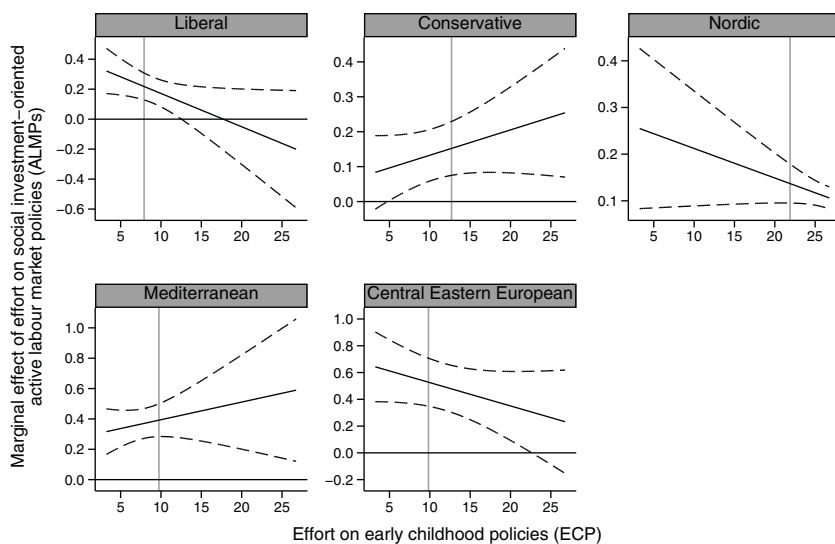 Marginal effect of effort on social investment−oriented
active labour market policies (ALMPs)
Liberal
0.4
0.2
0.0
−0.2
−0.4
−0.6
5 10 15 20 25
Conservative
0.4
0.3
0.2
0.1
0.0
5 10 15 20 25
Nordic
0.4
0.3
0.2
0.1
5 10 15 20 25
Mediterranean
1.0
0.8
0.6
0.4
0.2
0.0
5 10 15 20 25
Central Eastern European
1.0
0.8
0.6
0.4
0.2
0.0
−0.2
5 10 15 20 25
Effort on early childhood policies (ECP)